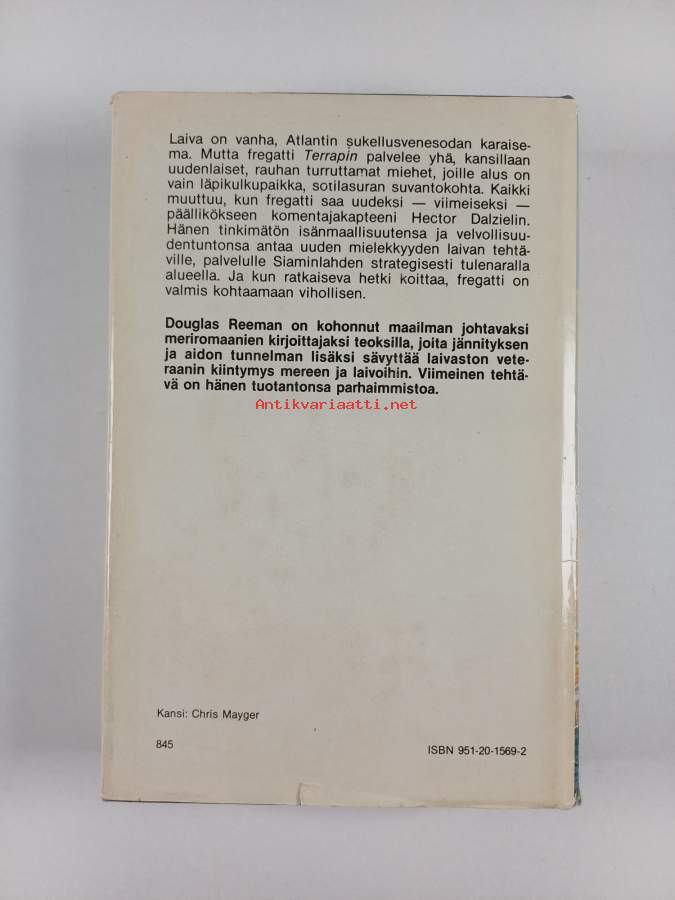 Laiva on vanha, Atlantin sukellusvenesodan karaise-
ma. Mutta fregatti Terrapin palvelee yhä, kansillaan
uudenlaiset, rauhan turruttamat miehet, joille alus on
vain läpikulkupaikka, sotilasuran suvantokohta. Kaikki
muuttuu, kun fregatti saa uudeksi — viimeiseksi —
päällikökseen komentajakapteeni Hector Dalzielin.
Hänen tinkimätön isänmaallisuutensa ja velvollisuu-
dentuntonsa antaa uuden mielekkyyden laivan tehtä-
ville, palvelulle Siaminlahden strategisesti tulenaralla
alueella. Ja kun ratkaiseva hetki koittaa, fregatti on
valmis kohtaamaan vihollisen.
Douglas Reeman on kohonnut maailman johtavaksi
meriromaanien kirjoittajaksi teoksilla, joita jännityksen
ja aidon tunnelman lisäksi sävyttää laivaston vete-
raanin kiintymys mereen ja laivoihin. Viimeinen tehtä-
vä on hänen tuotantonsa parhaimmistoa.
Antikvariaatti.net
Kansi: Chris Mayger
845
ISBN 951-20-1569-2